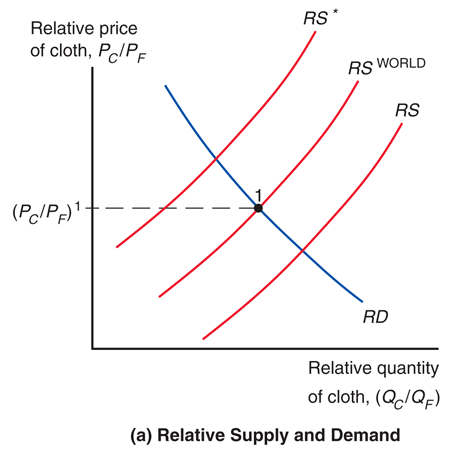 Relative price
of cloth, P_C/P_F
RS*
RS^WORLD
RS
1
(P_C/P_F)^1
RD
Relative quantity
of cloth, (Q_C/Q_F)
(a) Relative Supply and Demand